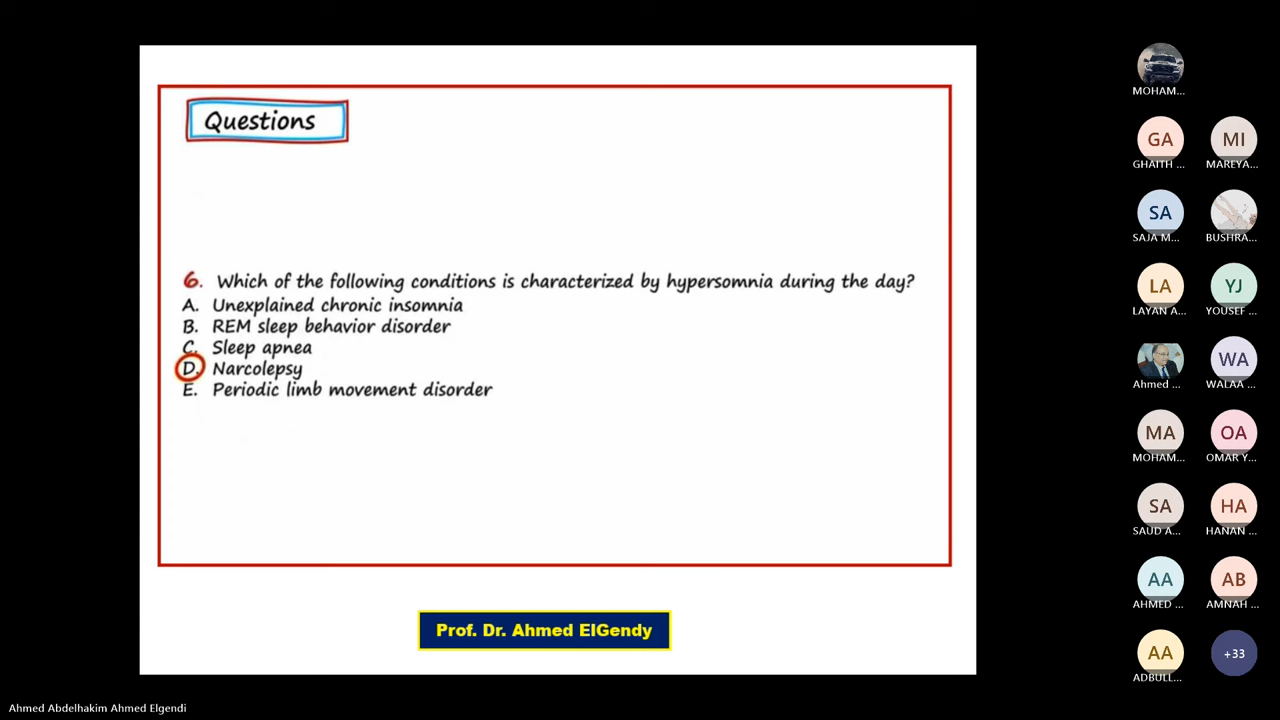 Questions
6. Which of the following conditions is characterized by hypersomnia during the day?
A. Unexplained chronic insomnia
B. REM sleep behavior disorder
C. Sleep apnea
D. Narcolepsy
E. Periodic limb movement disorder
Prof. Dr. Ahmed ElGendy
MOHAM...
GA MI
GHAITH ... MAREYA...
SA
SAJA M... BUSHRA...
LA YJ
LAYAN A... YOUSEF ...
WA
Ahmed ... WALAA ...
MA OA
MOHAM... OMAR Y...
SA HA
SAUD A... HANAN ...
AA AB
AHMED ... AMNAH ...
AA +33
ADBULL...
Ahmed Abdelhakim Ahmed Elgendi